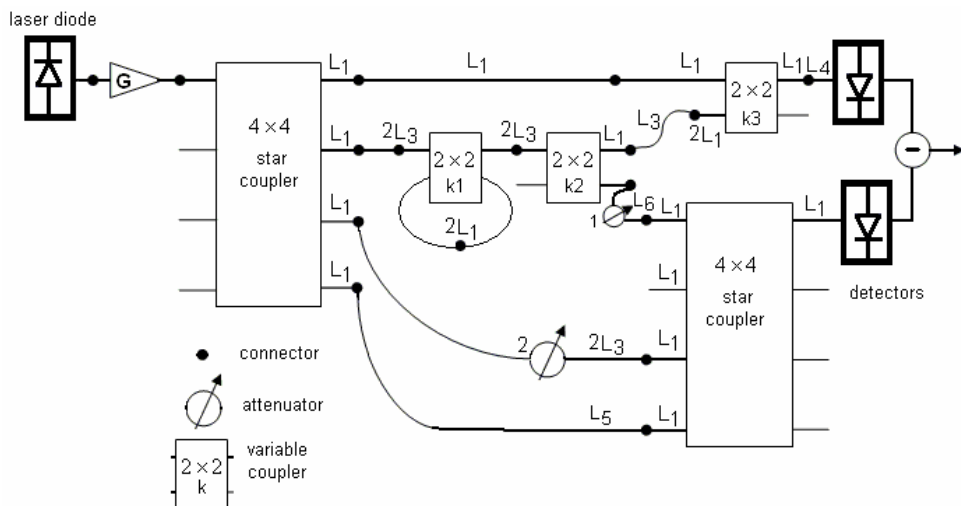 laser diode
G
4×4
star
coupler
L1
L1
L1
L1
L1
L1
L1 L4
2×2
k3
2L3
2×2
k1
2L1
2L3
2×2
k2
L1
L3
2L1
1
L6
L1
L1
L1
L1
4×4
star
coupler
L1
detectors
−
2
2L3
L5
connector
attenuator
variable
coupler
2×2
k